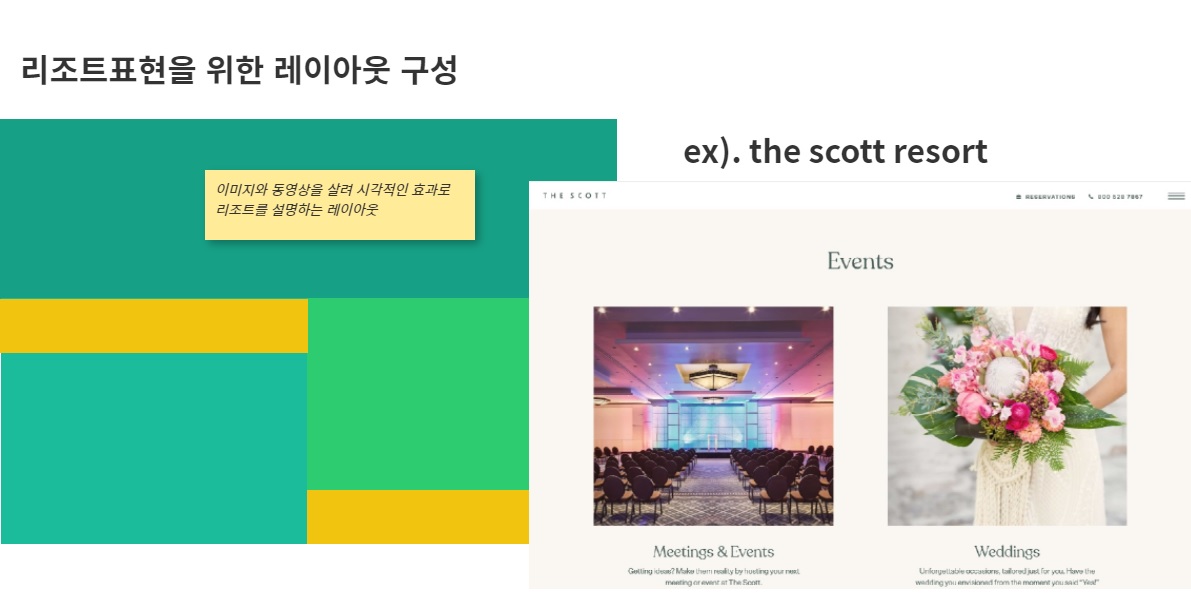 리조트표현을 위한 레이아웃 구성
ex). the scott resort
이미지와 동영상을 살려 시각적인 효과로
리조트를 설명하는 레이아웃
THE SCOTT
RESERVATIONS
800 528 7867
Events
Meetings & Events
Getting ideas? Make them reality by hosting your next
meeting or event at The Scott.
Weddings
Unforgettable occasions, tailored just for you. Have the
wedding you envisioned from the moment you said "Yes!"